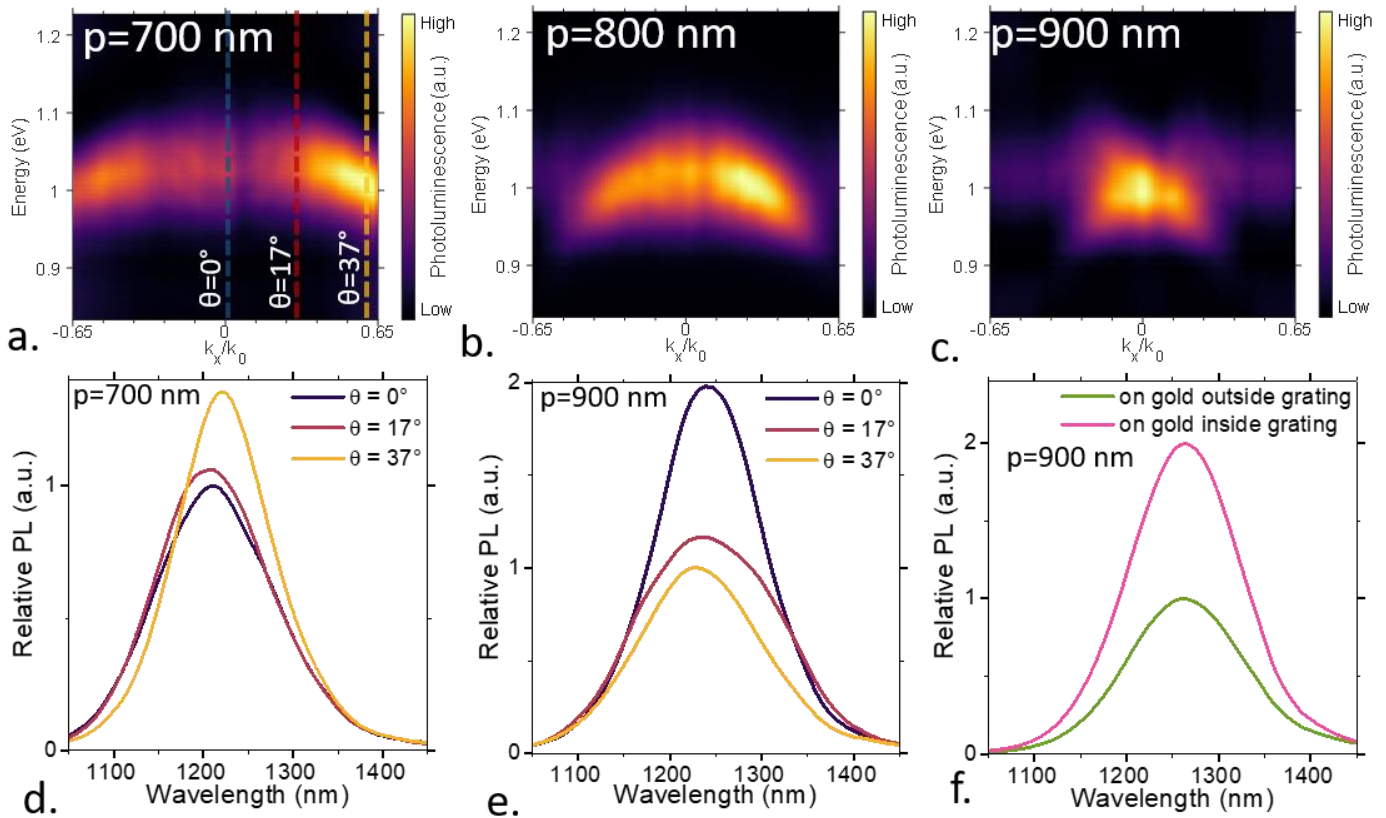 p=700 nm
1.2
1.1
1
0.9
Energy (eV)
θ=0°
θ=17°
θ=37°
-0.65
0
0.65
kₓ/k₀
High
Photoluminescence (a.u.)
Low
a.
p=800 nm
1.2
1.1
1
0.9
Energy (eV)
-0.65
0
0.65
kₓ/k₀
High
Photoluminescence (a.u.)
Low
b.
p=900 nm
1.2
1.1
1
0.9
Energy (eV)
-0.65
0
0.65
kₓ/k₀
High
Photoluminescence (a.u.)
Low
c.
p=700 nm
θ = 0°
θ = 17°
θ = 37°
1
0
Relative PL (a.u.)
1100
1200
1300
1400
Wavelength (nm)
d.
p=900 nm
θ = 0°
θ = 17°
θ = 37°
2
1
0
Relative PL (a.u.)
1100
1200
1300
1400
Wavelength (nm)
e.
on gold outside grating
on gold inside grating
p=900 nm
2
1
0
Relative PL (a.u.)
1100
1200
1300
1400
Wavelength (nm)
f.